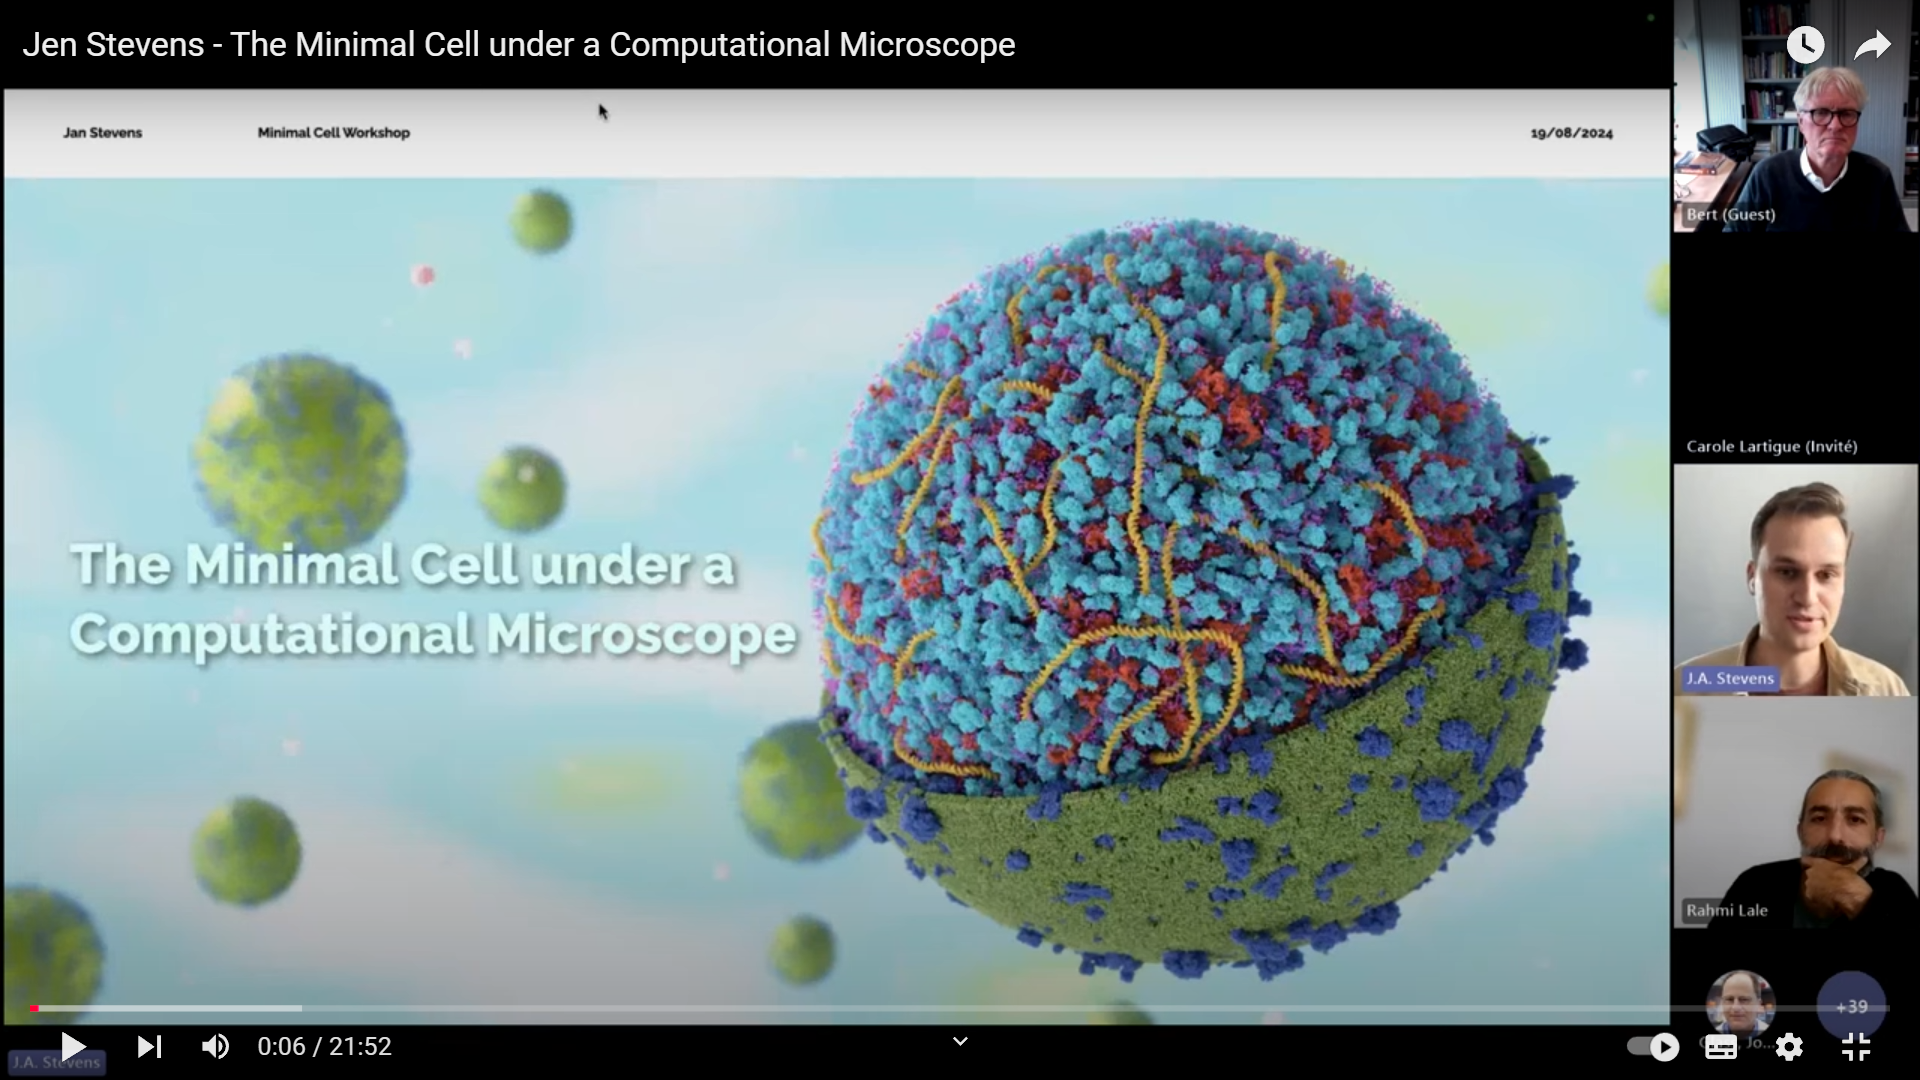 Jen Stevens - The Minimal Cell under a Computational Microscope
Jan Stevens
Minimal Cell Workshop
19/08/2024
The Minimal Cell under a
Computational Microscope
Bert (Guest)
Carole Lartigue (Invité)
J.A. Stevens
Rahmi Lale
+39
0:06 / 21:52
J.A. Stevens